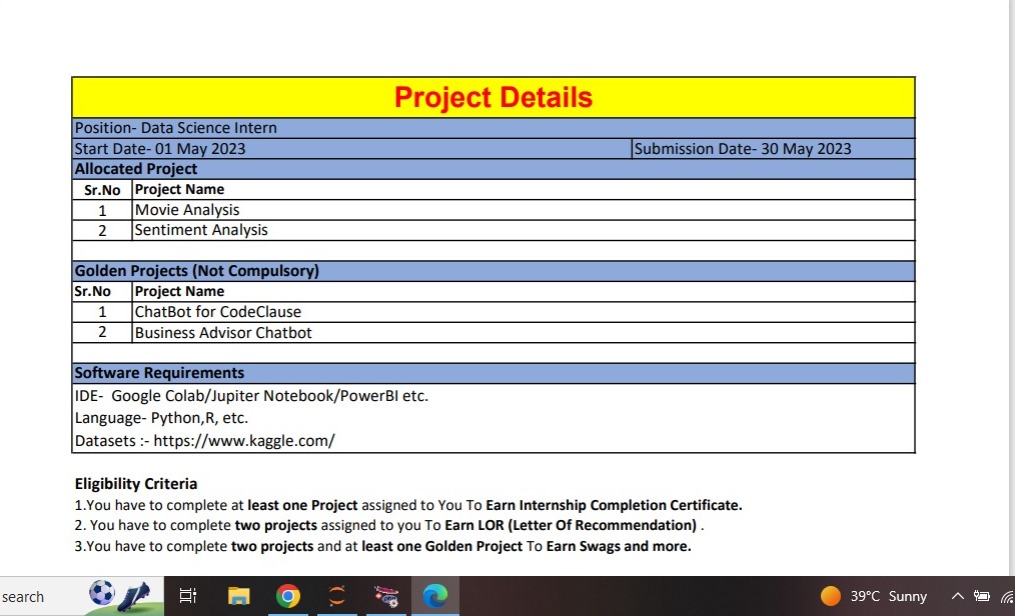 Project Details
Position- Data Science Intern
Start Date- 01 May 2023 Submission Date- 30 May 2023
Allocated Project
Sr.No Project Name
1 Movie Analysis
2 Sentiment Analysis
Golden Projects (Not Compulsory)
Sr.No Project Name
1 ChatBot for CodeClause
2 Business Advisor Chatbot
Software Requirements
IDE- Google Colab/Jupiter Notebook/PowerBI etc.
Language- Python,R, etc.
Datasets :- https://www.kaggle.com/
Eligibility Criteria
1.You have to complete at least one Project assigned to You To Earn Internship Completion Certificate.
2. You have to complete two projects assigned to you To Earn LOR (Letter Of Recommendation) .
3.You have to complete two projects and at least one Golden Project To Earn Swags and more.
search 39°C Sunny